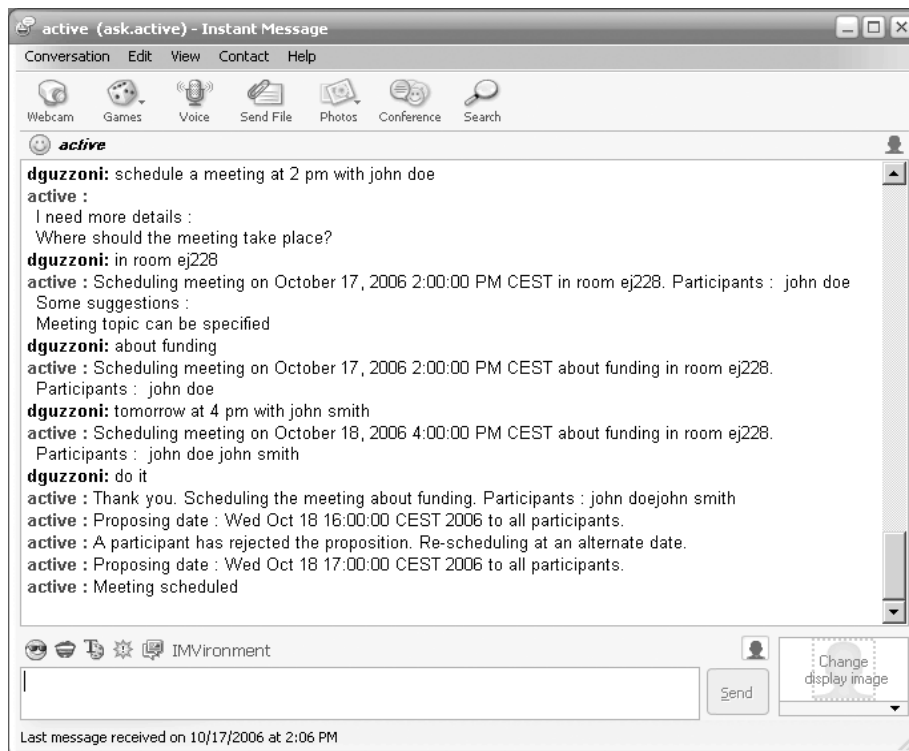 active (ask.active) - Instant Message
Conversation Edit View Contact Help
Webcam Games Voice Send File Photos Conference Search
active
dguzzoni: schedule a meeting at 2 pm with john doe
active :
I need more details :
Where should the meeting take place?
dguzzoni: in room ej228
active : Scheduling meeting on October 17, 2006 2:00:00 PM CEST in room ej228. Participants : john doe
Some suggestions :
Meeting topic can be specified
dguzzoni: about funding
active : Scheduling meeting on October 17, 2006 2:00:00 PM CEST about funding in room ej228.
Participants : john doe
dguzzoni: tomorrow at 4 pm with john smith
active : Scheduling meeting on October 18, 2006 4:00:00 PM CEST about funding in room ej228.
Participants : john doe john smith
dguzzoni: do it
active : Thank you. Scheduling the meeting about funding. Participants : john doejohn smith
active : Proposing date : Wed Oct 18 16:00:00 CEST 2006 to all participants.
active : A participant has rejected the proposition. Re-scheduling at an alternate date.
active : Proposing date : Wed Oct 18 17:00:00 CEST 2006 to all participants.
active : Meeting scheduled
IMVironment
Change
display image
Send
Last message received on 10/17/2006 at 2:06 PM